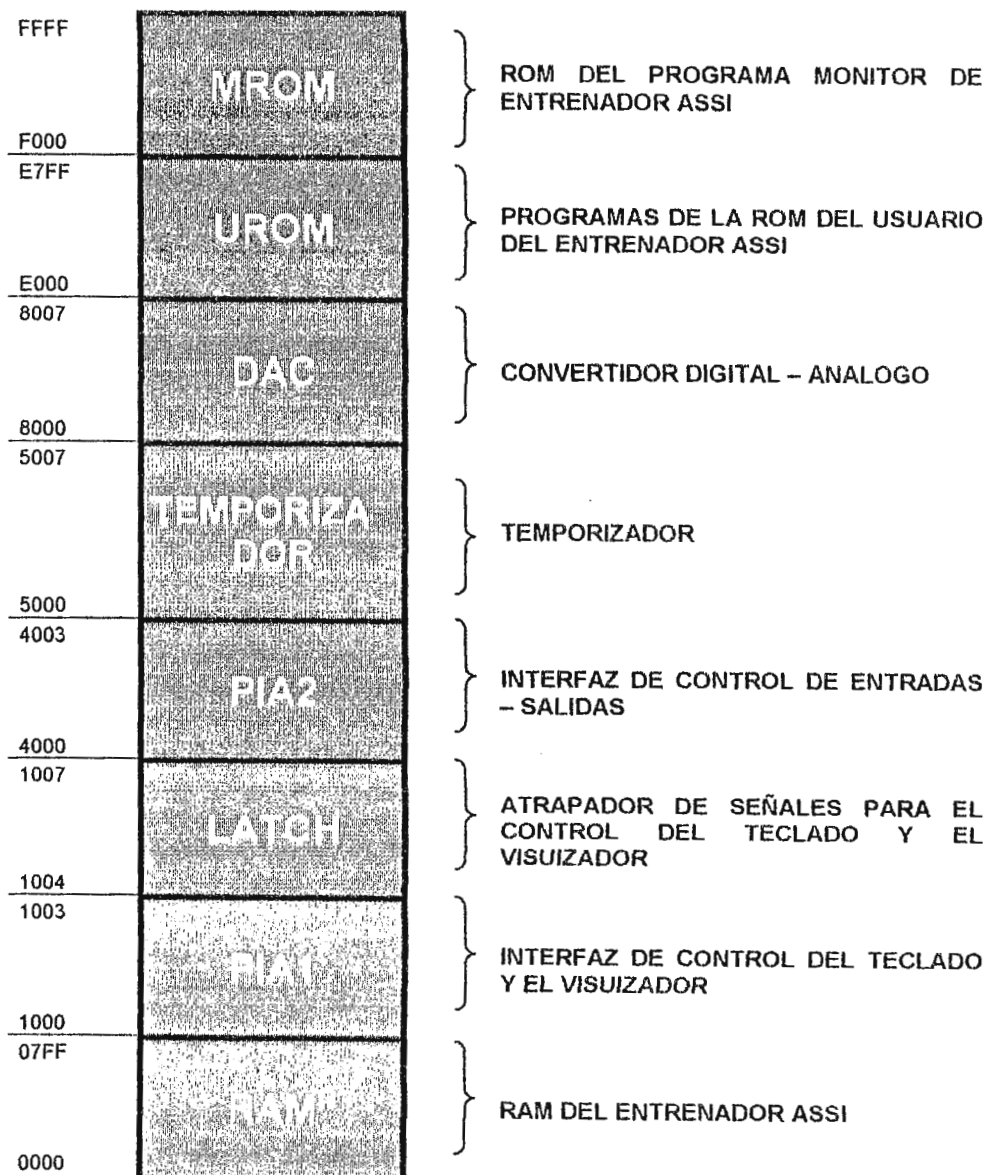 FFFF
MROM
ROM DEL PROGRAMA MONITOR DE
ENTRENADOR ASSI
F000
E7FF
UROM
PROGRAMAS DE LA ROM DEL USUARIO
DEL ENTRENADOR ASSI
E000
8007
DAC
CONVERTIDOR DIGITAL – ANALOGO
8000
5007
TEMPORIZA
DOR
TEMPORIZADOR
5000
4003
PIA2
INTERFAZ DE CONTROL DE ENTRADAS
– SALIDAS
4000
1007
LATCH
ATRAPADOR DE SEÑALES PARA EL
CONTROL DEL TECLADO Y EL
VISUIZADOR
1004
1003
PIA1
INTERFAZ DE CONTROL DEL TECLADO
Y EL VISUIZADOR
1000
07FF
RAM
RAM DEL ENTRENADOR ASSI
0000